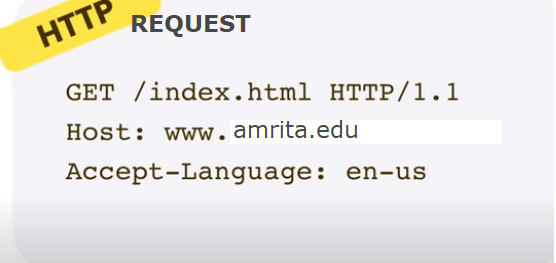 HTTP REQUEST
GET /index.html HTTP/1.1
Host: www.amrita.edu
Accept-Language: en-us